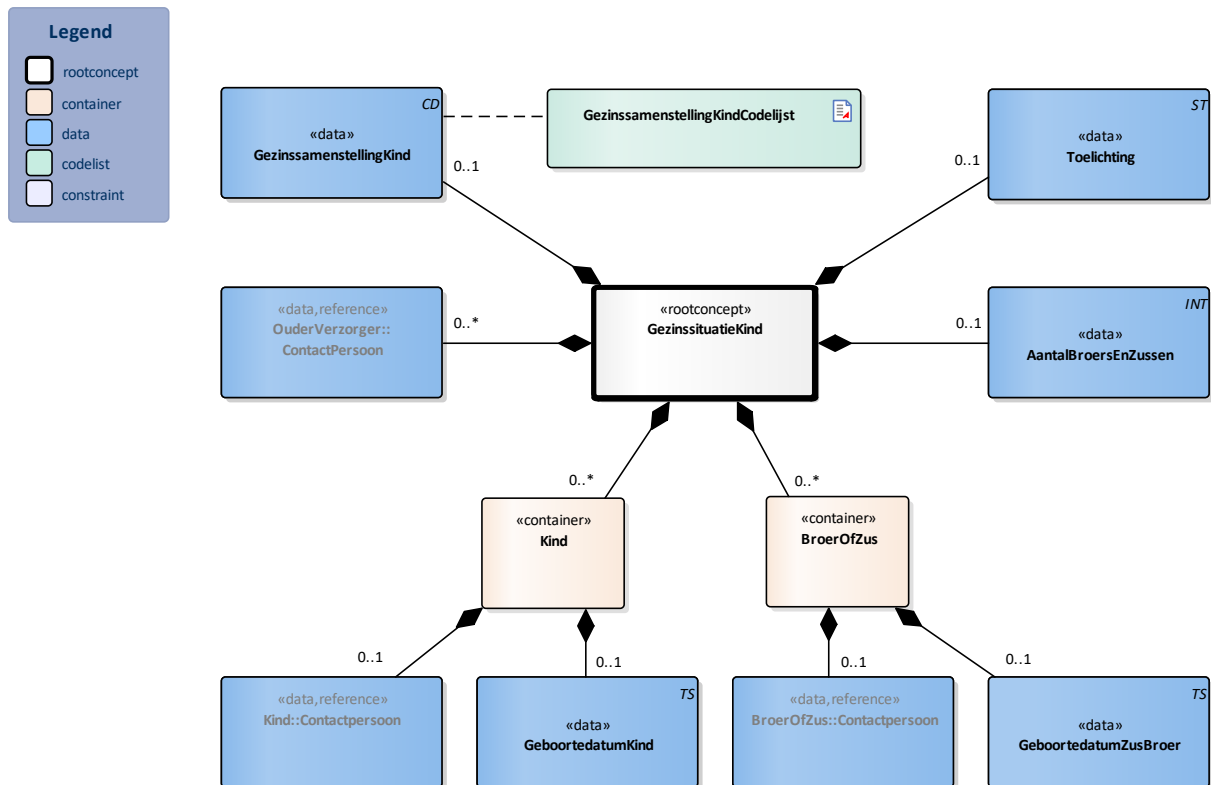 Legend
rootconcept
container
data
codelist
constraint
CD
«data»
GezinssamenstellingKind
0..1
GezinssamenstellingKindCodelijst
ST
«data»
Toelichting
0..1
«data,reference»
OuderVerzorger::
ContactPersoon
0..*
«rootconcept»
GezinssituatieKind
INT
«data»
AantalBroersEnZussen
0..1
0..*
0..*
«container»
Kind
«container»
BroerOfZus
0..1
0..1
0..1
0..1
«data,reference»
Kind::Contactpersoon
TS
«data»
GeboortedatumKind
«data,reference»
BroerOfZus::Contactpersoon
TS
«data»
GeboortedatumZusBroer